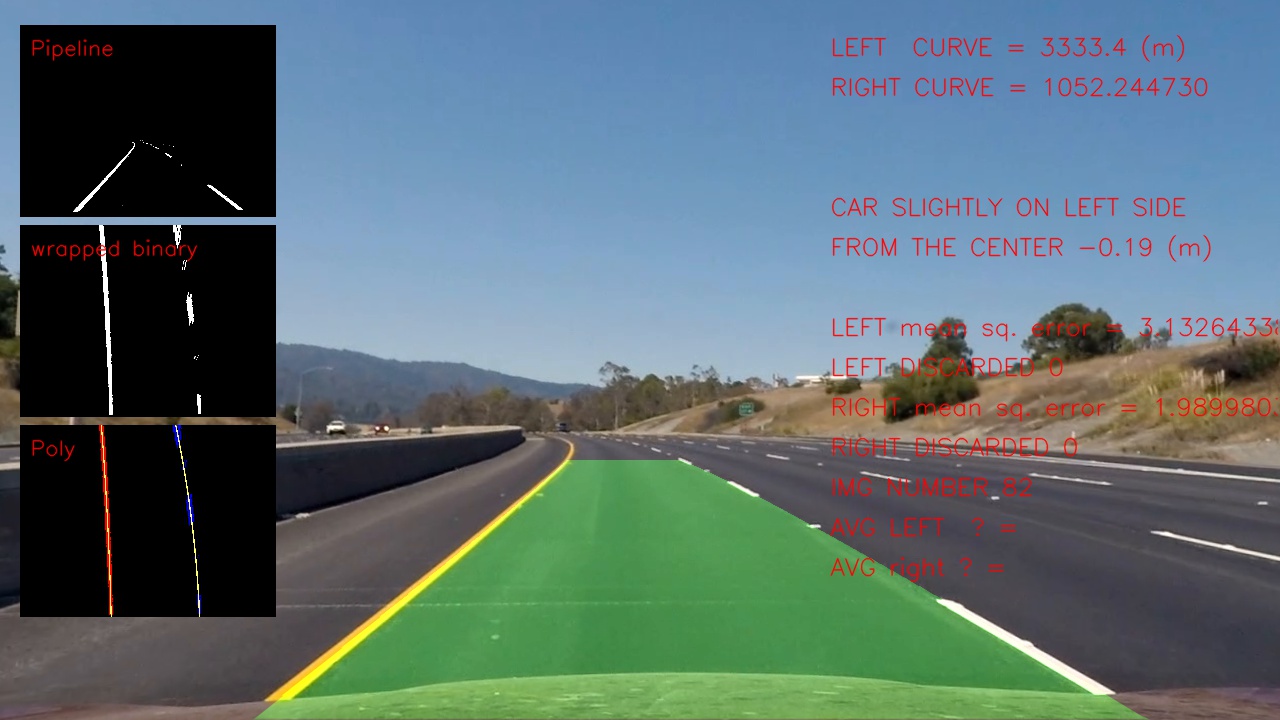 Pipeline
wrapped binary
Poly
LEFT CURVE = 3333.4 (m)
RIGHT CURVE = 1052.244730
CAR SLIGHTLY ON LEFT SIDE
FROM THE CENTER -0.19 (m)
LEFT mean sq. error = 3.1326433
LEFT DISCARDED 0
RIGHT mean sq. error = 1.989980
RIGHT DISCARDED 0
IMG NUMBER 82
AVG LEFT ? =
AVG right ? =